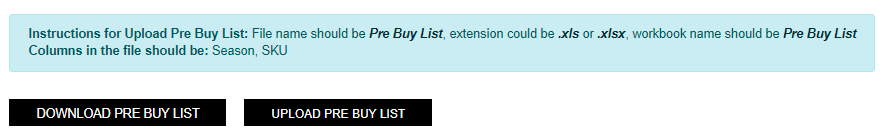 Instructions for Upload Pre Buy List: File name should be Pre Buy List, extension could be .xls or .xlsx, workbook name should be Pre Buy List
Columns in the file should be: Season, SKU
DOWNLOAD PRE BUY LIST
UPLOAD PRE BUY LIST